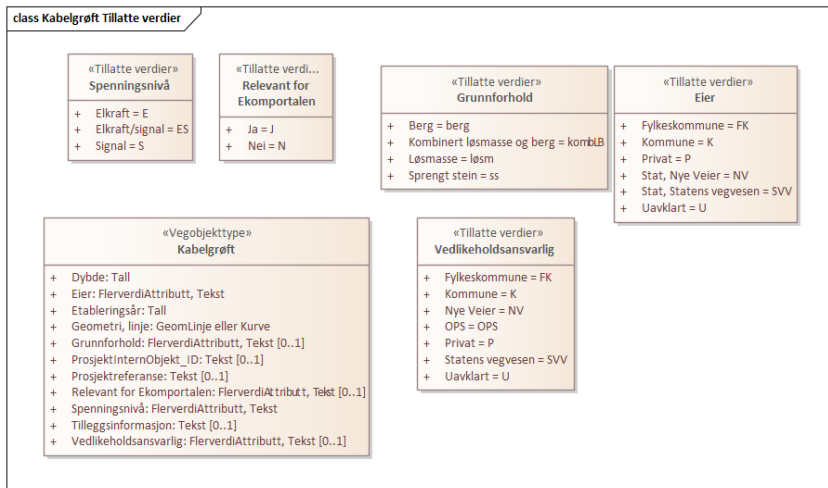 class Kabelgrøft Tillatte verdier
«Tillatte verdier»
Spenningsnivå
+ Elkraft = E
+ Elkraft/signal = ES
+ Signal = S
«Tillatte verdi...
Relevant for
Ekomportalen
+ Ja = J
+ Nei = N
«Tillatte verdier»
Grunnforhold
+ Berg = berg
+ Kombinert løsmasse og berg = kombLB
+ Løsmasse = løsm
+ Sprengt stein = ss
«Tillatte verdier»
Eier
+ Fylkeskommune = FK
+ Kommune = K
+ Privat = P
+ Stat, Nye Veier = NV
+ Stat, Statens vegvesen = SVV
+ Uavklart = U
«Vegobjekttype»
Kabelgrøft
+ Dybde: Tall
+ Eier: FlerverdiAttributt, Tekst
+ Etableringsår: Tall
+ Geometri, linje: GeomLinje eller Kurve
+ Grunnforhold: FlerverdiAttributt, Tekst [0..1]
+ ProsjektInternObjekt_ID: Tekst [0..1]
+ Prosjektreferanse: Tekst [0..1]
+ Relevant for Ekomportalen: FlerverdiAttributt, Tekst [0..1]
+ Spenningsnivå: FlerverdiAttributt, Tekst
+ Tilleggsinformasjon: Tekst [0..1]
+ Vedlikeholdsansvarlig: FlerverdiAttributt, Tekst [0..1]
«Tillatte verdier»
Vedlikeholdsansvarlig
+ Fylkeskommune = FK
+ Kommune = K
+ Nye Veier = NV
+ OPS = OPS
+ Privat = P
+ Statens vegvesen = SVV
+ Uavklart = U